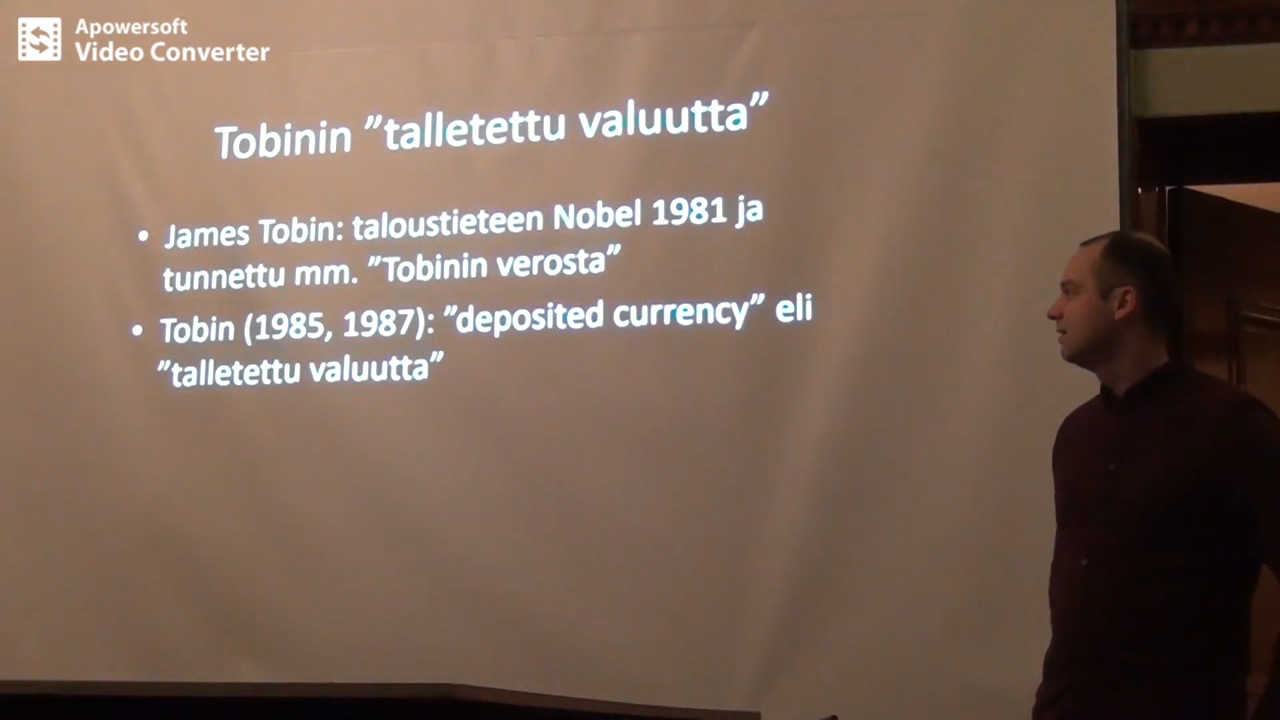 Apowersoft
Video Converter
Tobinin ”talletettu valuutta”
• James Tobin: taloustieteen Nobel 1981 ja
tunnettu mm. ”Tobinin verosta”
• Tobin (1985, 1987): ”deposited currency” eli
”talletettu valuutta”